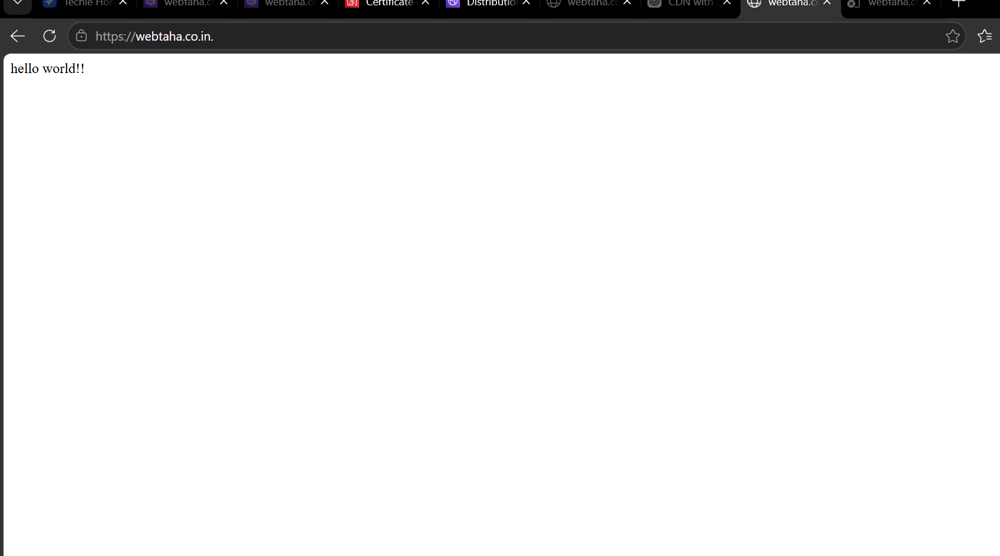 Techie Hor
webtaha.co
webtaha.co
Certificate
Distribution
webtaha.co
CDN with
webtaha.co
webtaha.co
https://webtaha.co.in.
hello world!!